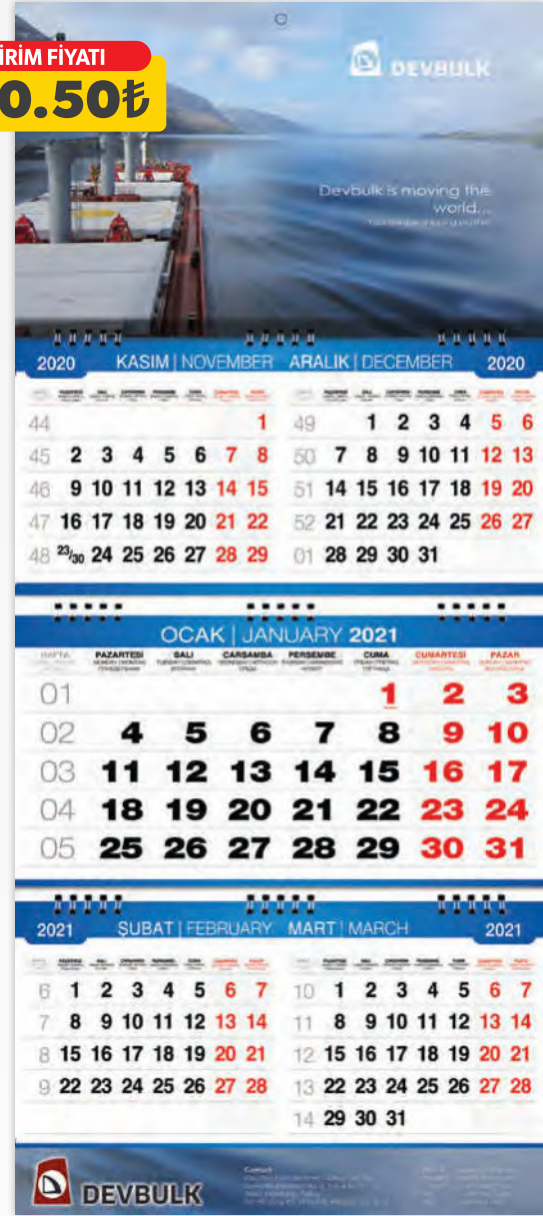 İRİM FİYATI
0.50₺
DEVBULK
Devbulk is moving the
world...
2020 KASIM | NOVEMBER ARALIK | DECEMBER 2020
44 1 49 1 2 3 4 5 6
45 2 3 4 5 6 7 8 50 7 8 9 10 11 12 13
46 9 10 11 12 13 14 15 51 14 15 16 17 18 19 20
47 16 17 18 19 20 21 22 52 21 22 23 24 25 26 27
48 23/30 24 25 26 27 28 29 01 28 29 30 31
OCAK | JANUARY 2021
HAFTA PAZARTESİ SALI ÇARŞAMBA PERŞEMBE CUMA CUMARTESİ PAZAR
01 1 2 3
02 4 5 6 7 8 9 10
03 11 12 13 14 15 16 17
04 18 19 20 21 22 23 24
05 25 26 27 28 29 30 31
2021 ŞUBAT | FEBRUARY MART | MARCH 2021
6 1 2 3 4 5 6 7 10 1 2 3 4 5 6 7
7 8 9 10 11 12 13 14 11 8 9 10 11 12 13 14
8 15 16 17 18 19 20 21 12 15 16 17 18 19 20 21
9 22 23 24 25 26 27 28 13 22 23 24 25 26 27 28
14 29 30 31
DEVBULK